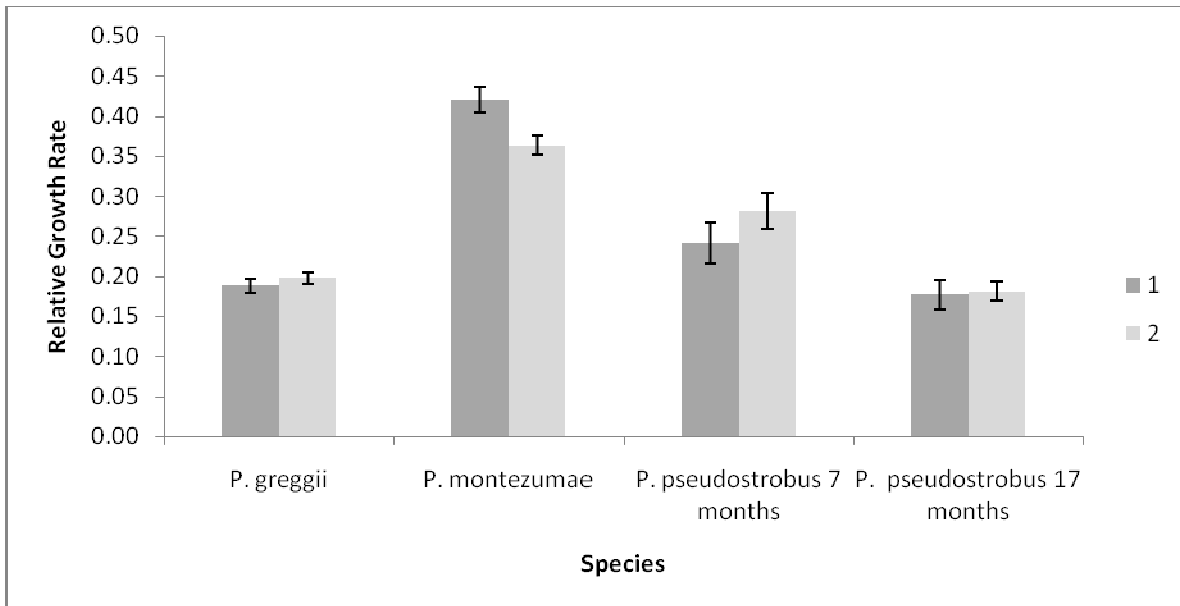 0.50
0.45
0.40
0.35
0.30
0.25
0.20
0.15
0.10
0.05
0.00
Relative Growth Rate
P. greggii
P. montezumae
P. pseudostrobus 7
months
P. pseudostrobus 17
months
Species
1
2